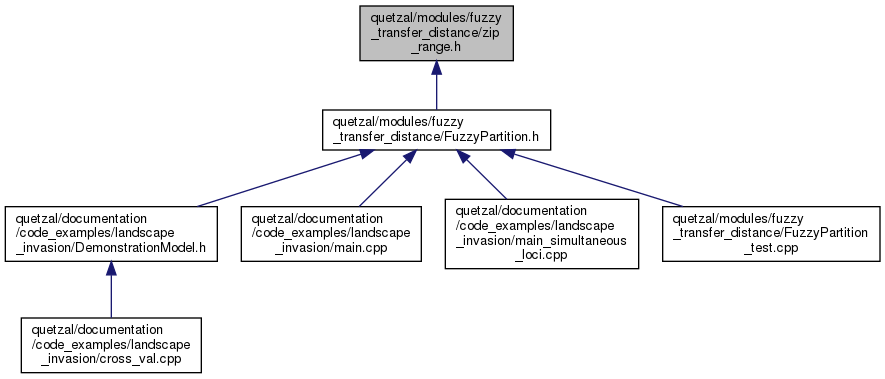 quetzal/modules/fuzzy
_transfer_distance/zip
_range.h
quetzal/modules/fuzzy
_transfer_distance/FuzzyPartition.h
quetzal/documentation
/code_examples/landscape
_invasion/DemonstrationModel.h
quetzal/documentation
/code_examples/landscape
_invasion/main.cpp
quetzal/documentation
/code_examples/landscape
_invasion/main_simultaneous
_loci.cpp
quetzal/modules/fuzzy
_transfer_distance/FuzzyPartition
_test.cpp
quetzal/documentation
/code_examples/landscape
_invasion/cross_val.cpp